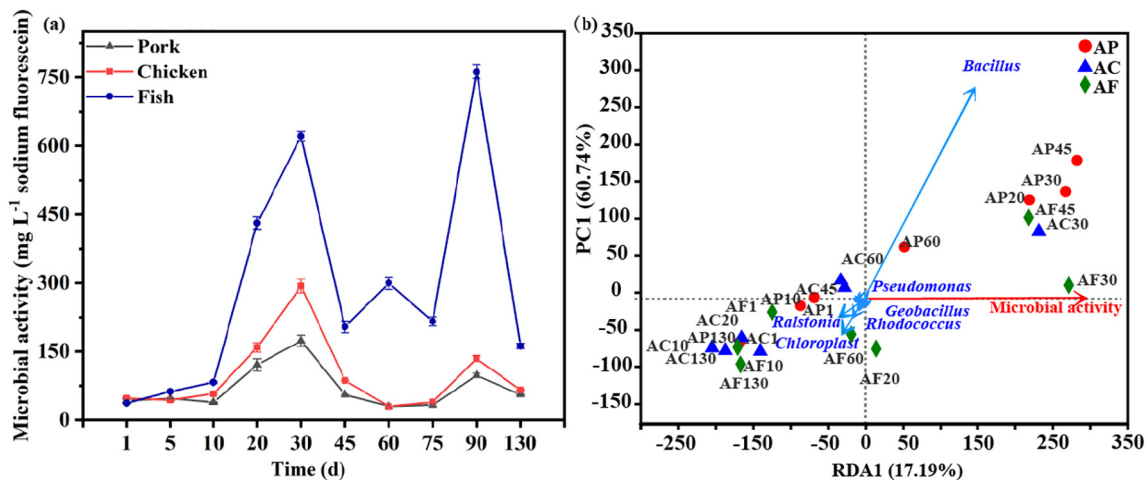 (a)
Microbial activity (mg L⁻¹ sodium fluorescein)
750
600
450
300
150
0
Pork
Chicken
Fish
1 5 10 20 30 45 60 75 90 130
Time (d)
(b)
PC1 (60.74%)
350
300
250
200
150
100
50
0
-50
-100
-150
AP
AC
AF
Bacillus
AP45
AP30
AP20
AF45
AC30
AP60
AC60
AF30
Pseudomonas
AC45
AF1
AP10
AP1
Geobacillus
Microbial activity
Ralstonia
Rhodococcus
AC20
Chloroplast
AP130
AC1
AC10
AC130
AF10
AF60
AF20
AF130
-250 -150 -50 0 50 150 250 350
RDA1 (17.19%)